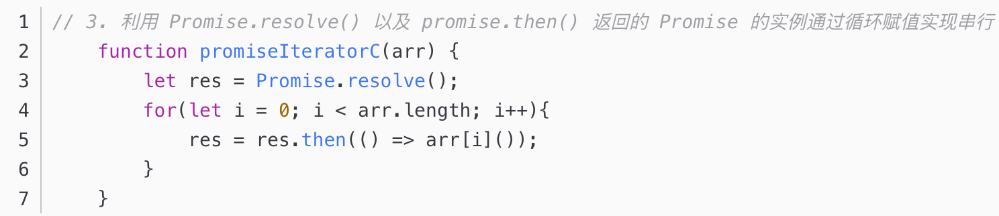 1 // 3. 利用 Promise.resolve() 以及 promise.then() 返回的 Promise 的实例通过循环赋值实现串行
2     function promiseIteratorC(arr) {
3         let res = Promise.resolve();
4         for(let i = 0; i < arr.length; i++){
5             res = res.then(() => arr[i]());
6         }
7     }